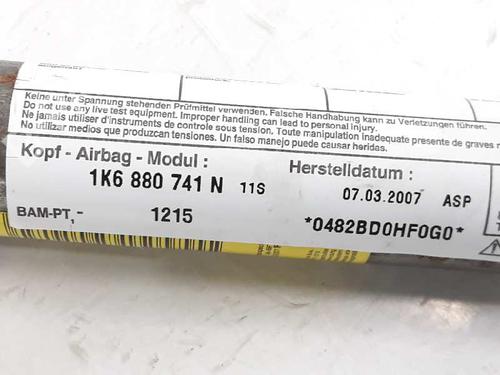 Keine unter Spannung stehenden Prüfmittel verwenden. Falsche Handhabung kann zu Verletzungen führen.
Do not use any live test equipment. Improper handling can lead to personal injury.
Ne jamais utiliser d'instruments de controle sous tension. Toute manipulation inadequate presente de graves
No utilizar medios que produzcan tensiones. Un falso manejo puede causar heridas.
Kopf - Airbag - Modul :
1K6 880 741 N 11S
BAM-PT,- 1215
Herstelldatum :
07.03.2007 ASP
*0482BD0HF0G0*